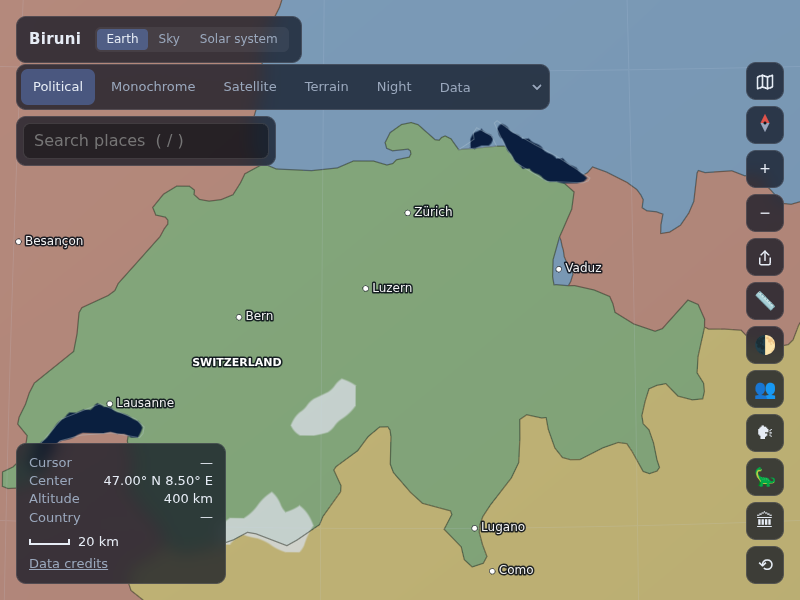 Biruni Earth Sky Solar system
Political Monochrome Satellite Terrain Night Data
Search places ( / )
Zürich
Besançon
Vaduz
Luzern
Bern
SWITZERLAND
Lausanne
Cursor —
Center 47.00° N 8.50° E
Altitude 400 km
Country —
20 km
Data credits
Lugano
Como